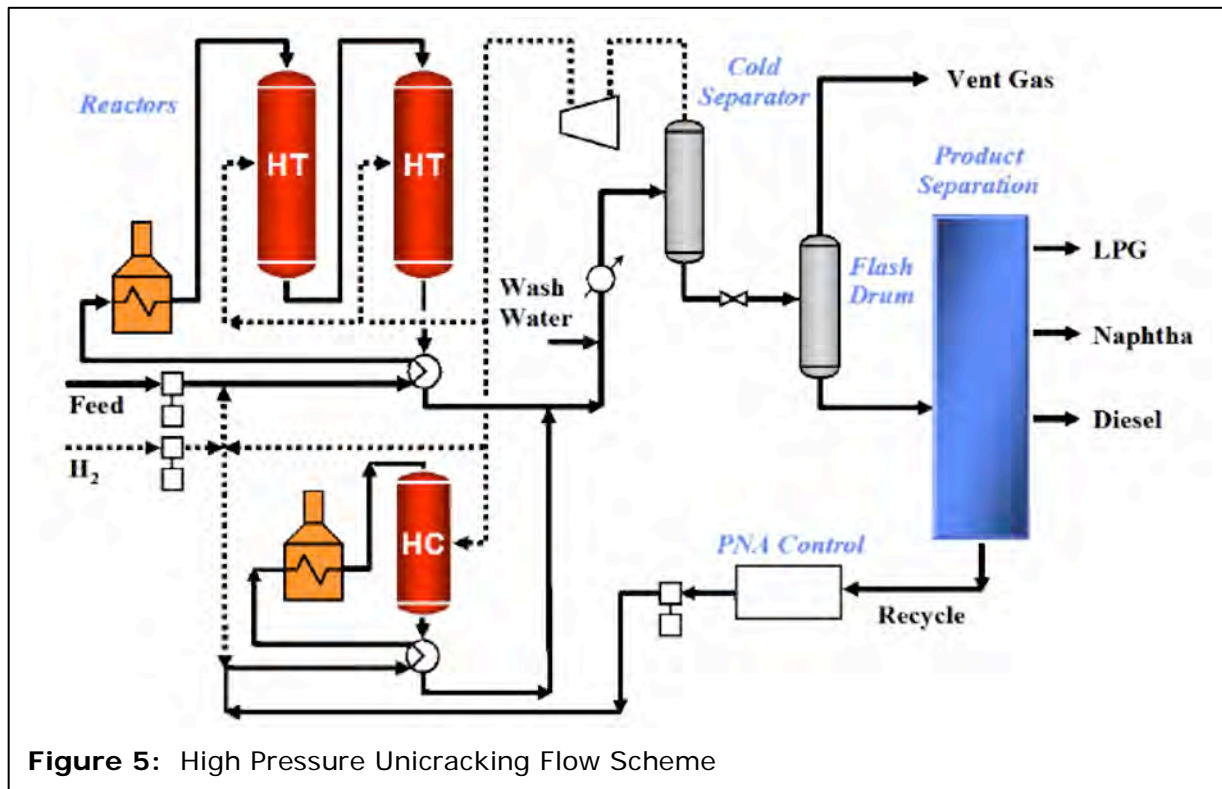 Reactors
HT
HT
Cold
Separator
Vent Gas
Product
Separation
LPG
Flash
Drum
Wash
Water
Naphtha
Feed
Diesel
H2
HC
PNA Control
Recycle
Figure 5: High Pressure Unicracking Flow Scheme